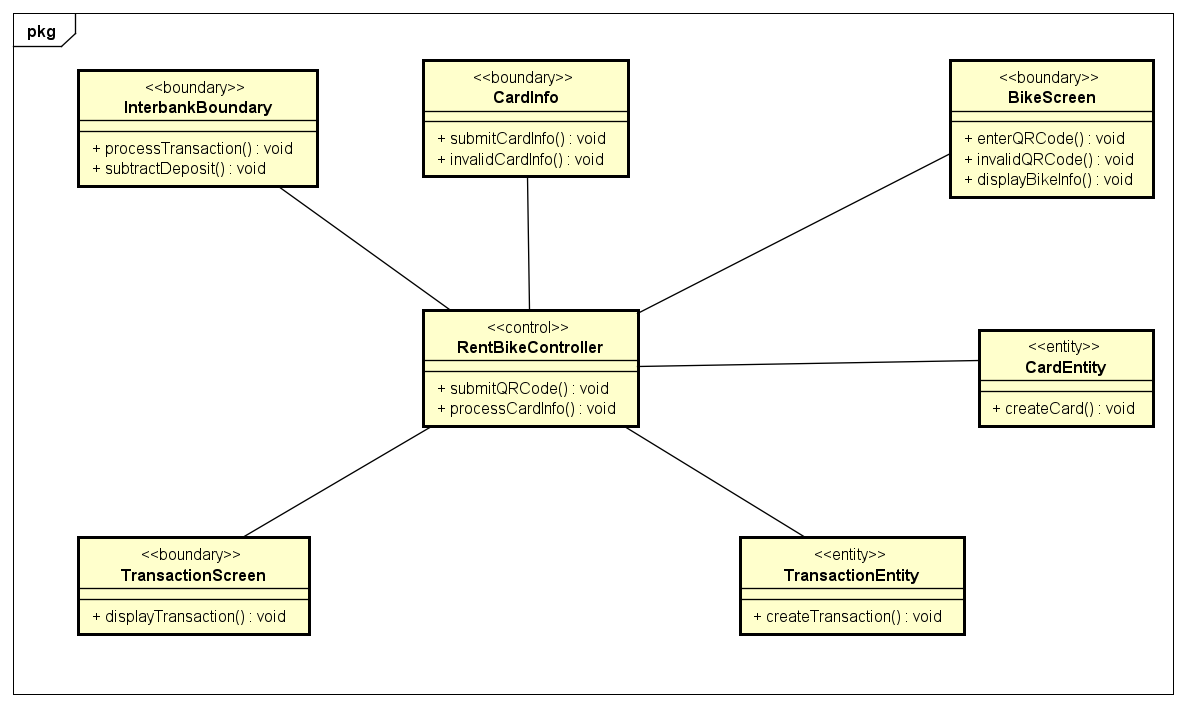 pkg
<<boundary>>
InterbankBoundary
+ processTransaction() : void
+ subtractDeposit() : void
<<boundary>>
CardInfo
+ submitCardInfo() : void
+ invalidCardInfo() : void
<<boundary>>
BikeScreen
+ enterQRCode() : void
+ invalidQRCode() : void
+ displayBikeInfo() : void
<<control>>
RentBikeController
+ submitQRCode() : void
+ processCardInfo() : void
<<entity>>
CardEntity
+ createCard() : void
<<boundary>>
TransactionScreen
+ displayTransaction() : void
<<entity>>
TransactionEntity
+ createTransaction() : void